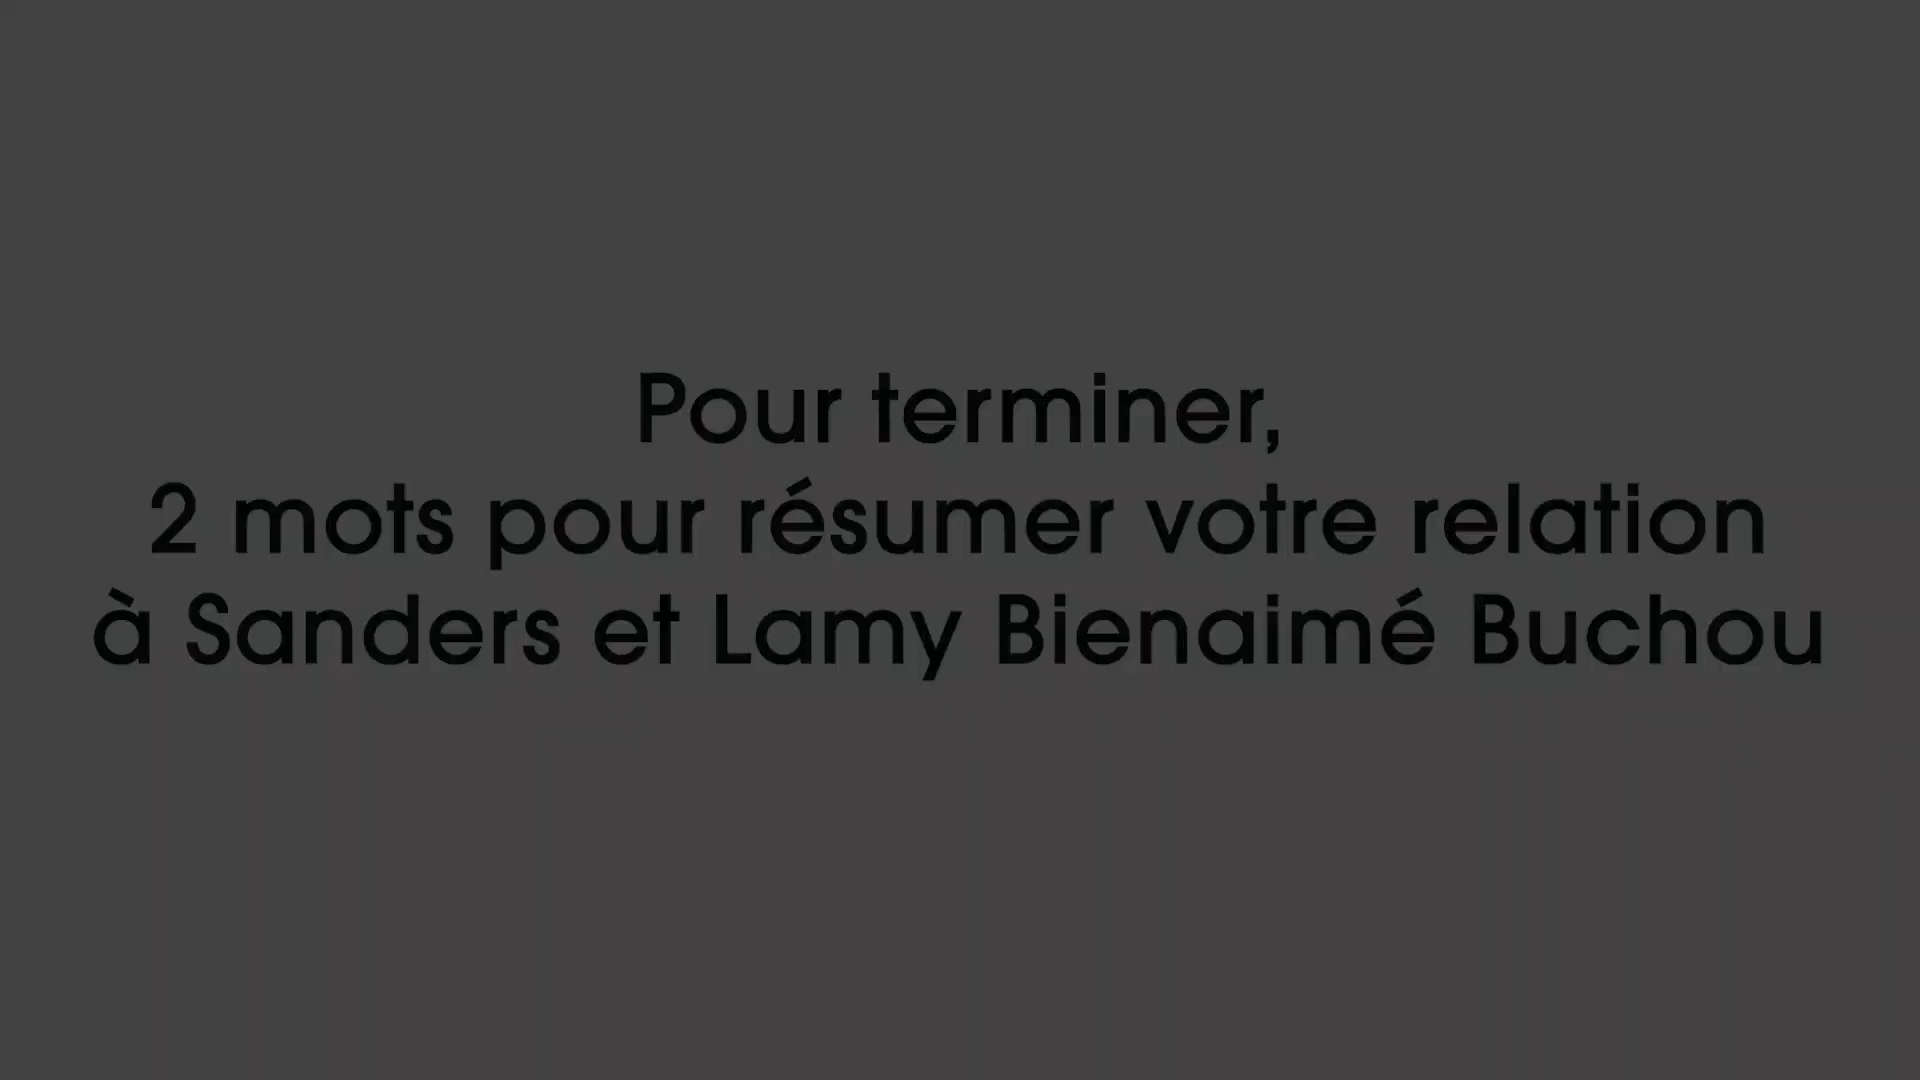 Pour terminer,
2 mots pour résumer votre relation
à Sanders et Lamy Bienaimé Buchou